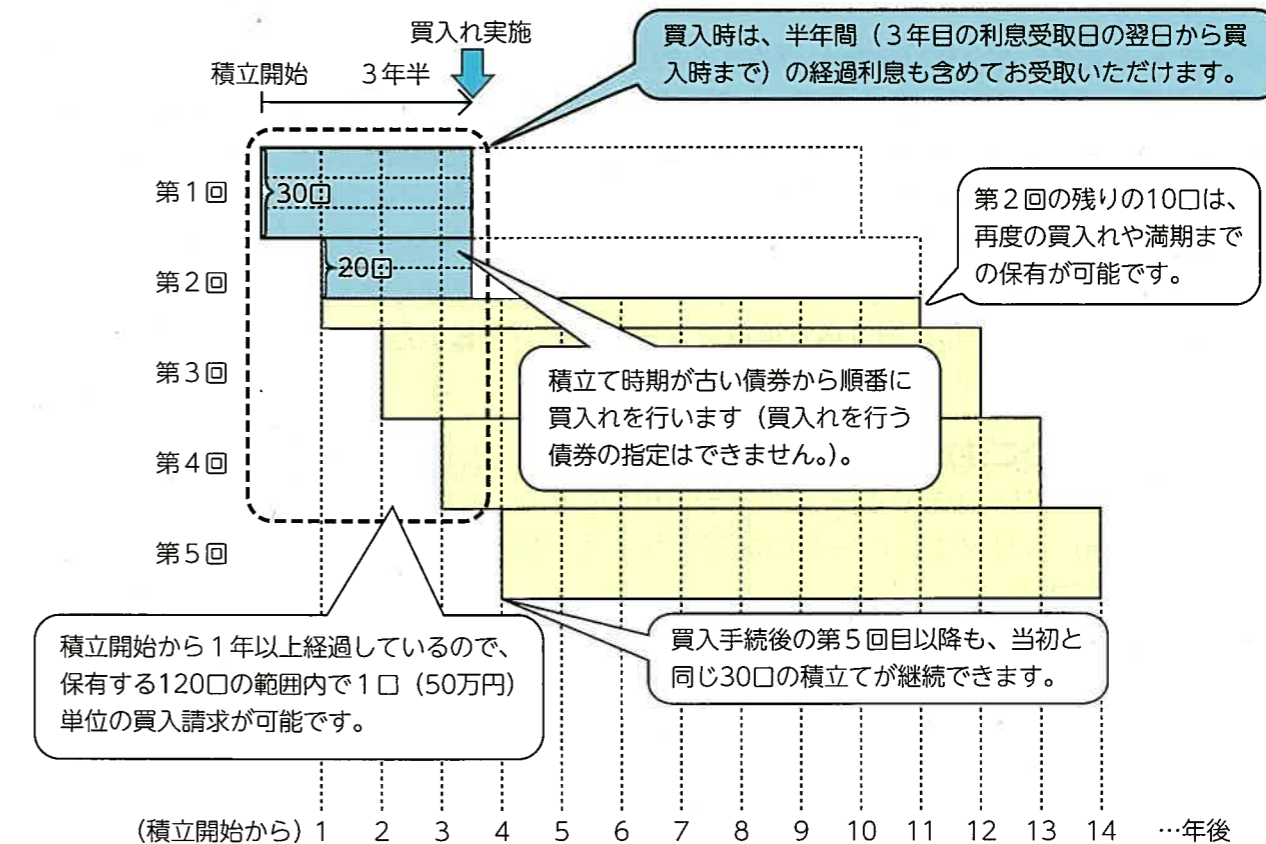 買入れ実施
積立開始 3年半
買入時は、半年間(3年目の利息受取日の翌日から買
入時まで)の経過利息も含めてお受取いただけます。
第1回
30口
第2回の残りの10口は、
再度の買入れや満期まで
の保有が可能です。
第2回
20口
第3回
積立て時期が古い債券から順番に
買入れを行います(買入れを行う
債券の指定はできません。)。
第4回
第5回
積立開始から1年以上経過しているので、
保有する120口の範囲内で1口(50万円)
単位の買入請求が可能です。
買入手続後の第5回目以降も、当初と
同じ30口の積立てが継続できます。
(積立開始から) 1 2 3 4 5 6 7 8 9 10 11 12 13 14 …年後